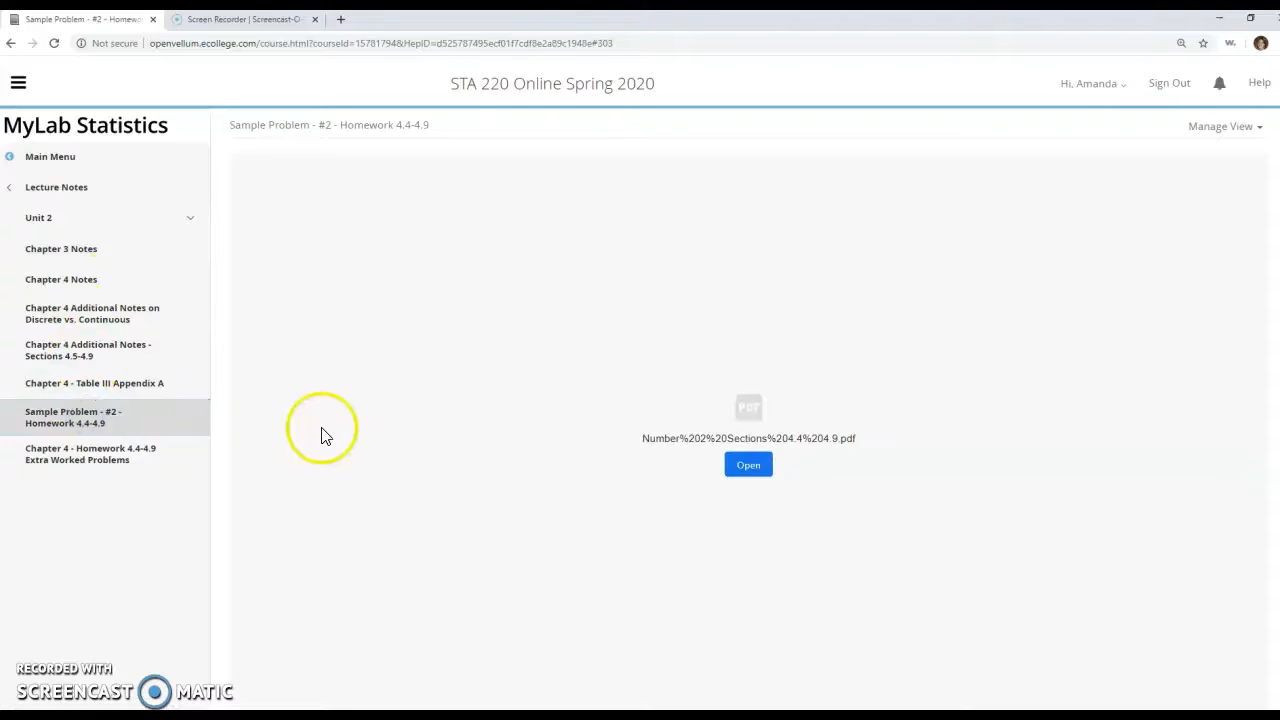 Sample Problem - #2 - Homew
Screen Recorder | Screencast-O-
Not secure
openvellum.ecollege.com/course.html?courseId=15781794&HepID=d525787495ecf01f7cdf8e2a89c1948e#303
STA 220 Online Spring 2020
Hi, Amanda
Sign Out
Help
MyLab Statistics
Sample Problem - #2 - Homework 4.4-4.9
Manage View
Main Menu
Lecture Notes
Unit 2
Chapter 3 Notes
Chapter 4 Notes
Chapter 4 Additional Notes on
Discrete vs. Continuous
Chapter 4 Additional Notes -
Sections 4.5-4.9
Chapter 4 - Table III Appendix A
Sample Problem - #2 -
Homework 4.4-4.9
Chapter 4 - Homework 4.4-4.9
Extra Worked Problems
PDF
Number%202%20Sections%204.4%204.9.pdf
Open
RECORDED WITH
SCREENCAST MATIC